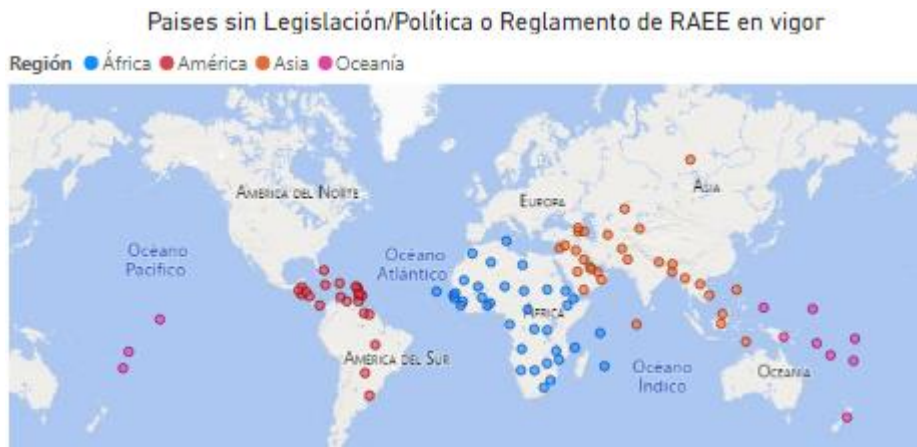 Paises sin Legislación/Política o Reglamento de RAEE en vigor
Región África América Asia Oceanía
AMÉRICA DEL NORTE
EUROPA
ASIA
Océano
Pacífico
Océano
Atlántico
ÁFRICA
AMÉRICA DEL SUR
Océano
Índico
OCEANÍA